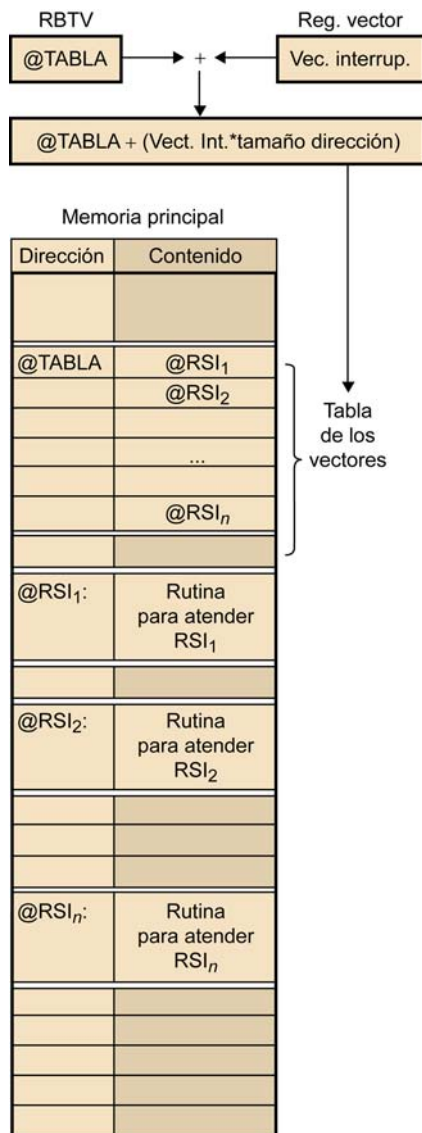 RBTV
Reg. vector
@TABLA
+
Vec. interrup.
@TABLA + (Vect. Int.*tamaño dirección)
Memoria principal
Dirección
Contenido
@TABLA
@RSI1
@RSI2
...
@RSIn
Tabla
de los
vectores
@RSI1:
Rutina
para atender
RSI1
@RSI2:
Rutina
para atender
RSI2
@RSIn:
Rutina
para atender
RSIn